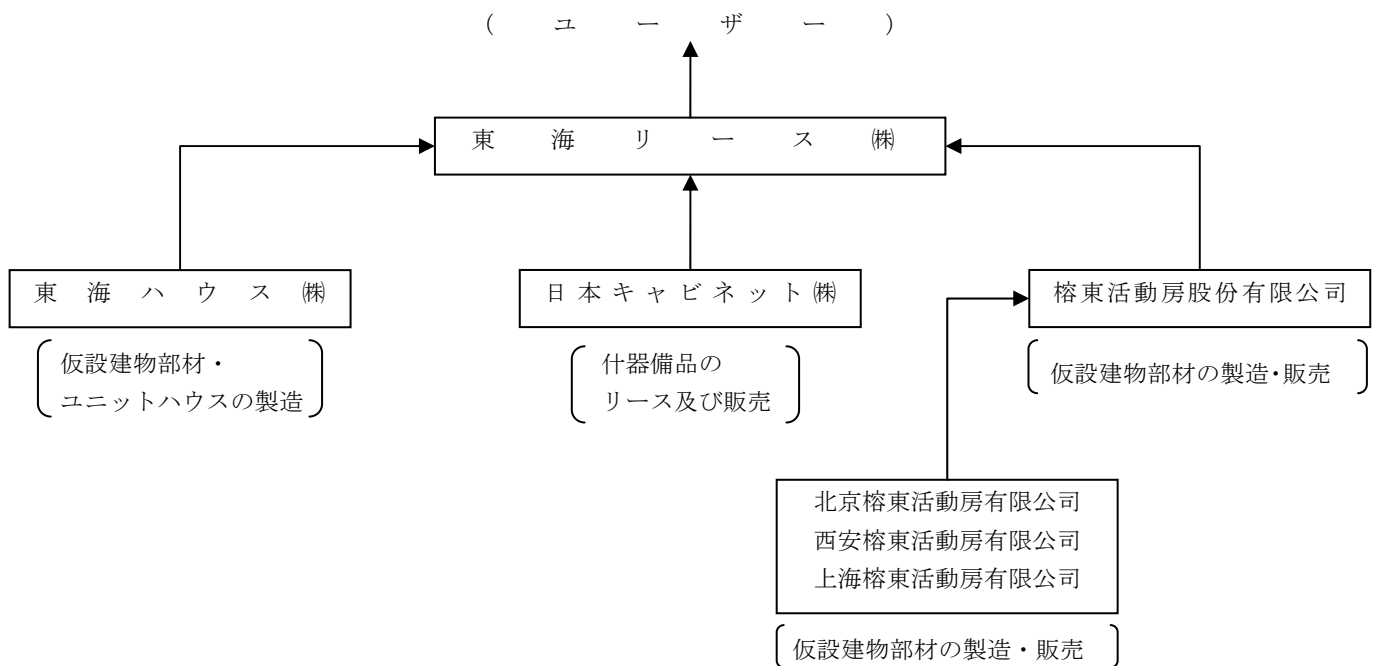 （ユーザー）
東海リース㈱
東海ハウス㈱
日本キャビネット㈱
榕東活動房股份有限公司
仮設建物部材・
ユニットハウスの製造
什器備品の
リース及び販売
仮設建物部材の製造・販売
北京榕東活動房有限公司
西安榕東活動房有限公司
上海榕東活動房有限公司
仮設建物部材の製造・販売